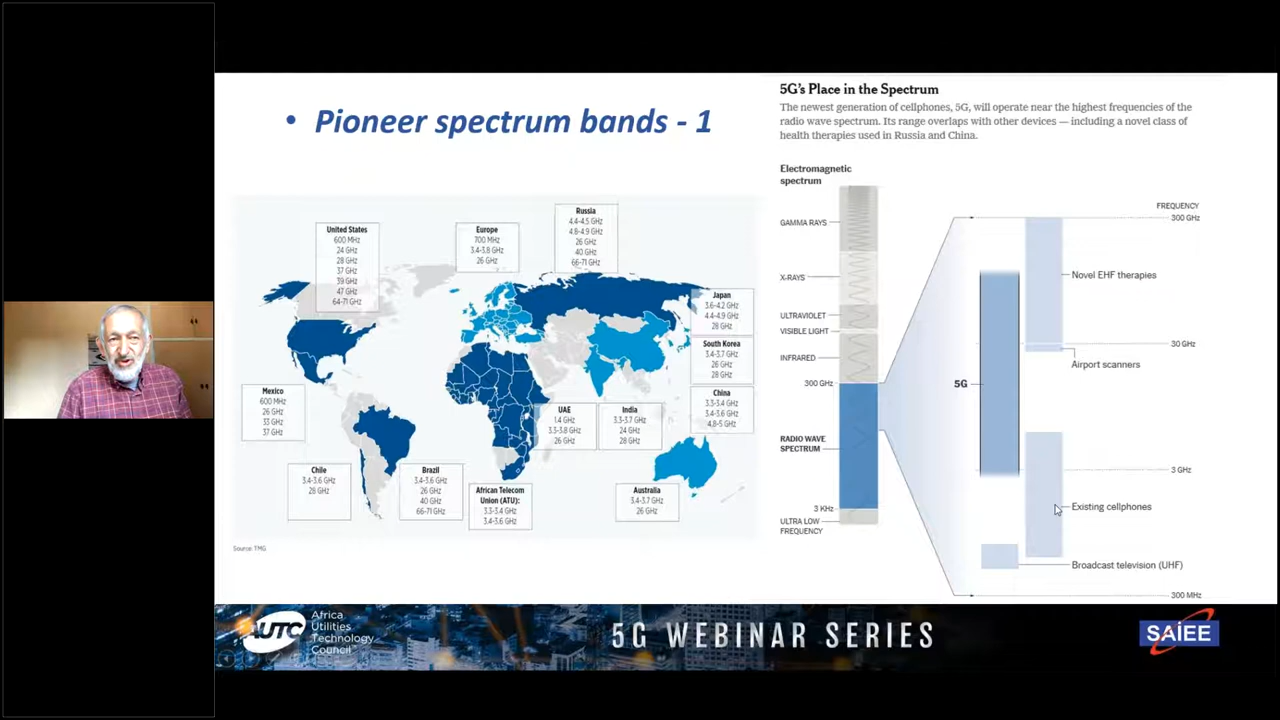 • Pioneer spectrum bands - 1
United States
600 MHz
24 GHz
28 GHz
37 GHz
39 GHz
47 GHz
64-71 GHz
Europe
700 MHz
3.4-3.8 GHz
26 GHz
Russia
4.4-4.5 GHz
4.8-4.9 GHz
26 GHz
40 GHz
66-71 GHz
Japan
3.6-4.2 GHz
4.4-4.9 GHz
28 GHz
South Korea
3.4-3.7 GHz
26 GHz
28 GHz
China
3.3-3.4 GHz
3.4-3.6 GHz
4.8-5 GHz
Mexico
600 MHz
26 GHz
33 GHz
37 GHz
UAE
1.4 GHz
3.3-3.8 GHz
26 GHz
India
3.3-3.7 GHz
24 GHz
28 GHz
Chile
3.4-3.6 GHz
28 GHz
Brazil
3.4-3.6 GHz
26 GHz
40 GHz
66-71 GHz
African Telecom
Union (ATU):
3.3-3.4 GHz
3.4-3.6 GHz
Australia
3.4-3.7 GHz
26 GHz
Source: TMG
5G's Place in the Spectrum
The newest generation of cellphones, 5G, will operate near the highest frequencies of the
radio wave spectrum. Its range overlaps with other devices — including a novel class of
health therapies used in Russia and China.
Electromagnetic
spectrum
GAMMA RAYS
X-RAYS
ULTRAVIOLET
VISIBLE LIGHT
INFRARED
300 GHz
RADIO WAVE
SPECTRUM
3 KHz
ULTRA LOW
FREQUENCY
FREQUENCY
300 GHz
Novel EHF therapies
30 GHz
Airport scanners
5G
3 GHz
Existing cellphones
Broadcast television (UHF)
300 MHz
AUTC
Africa
Utilities
Technology
Council
5G WEBINAR SERIES
SAIEE